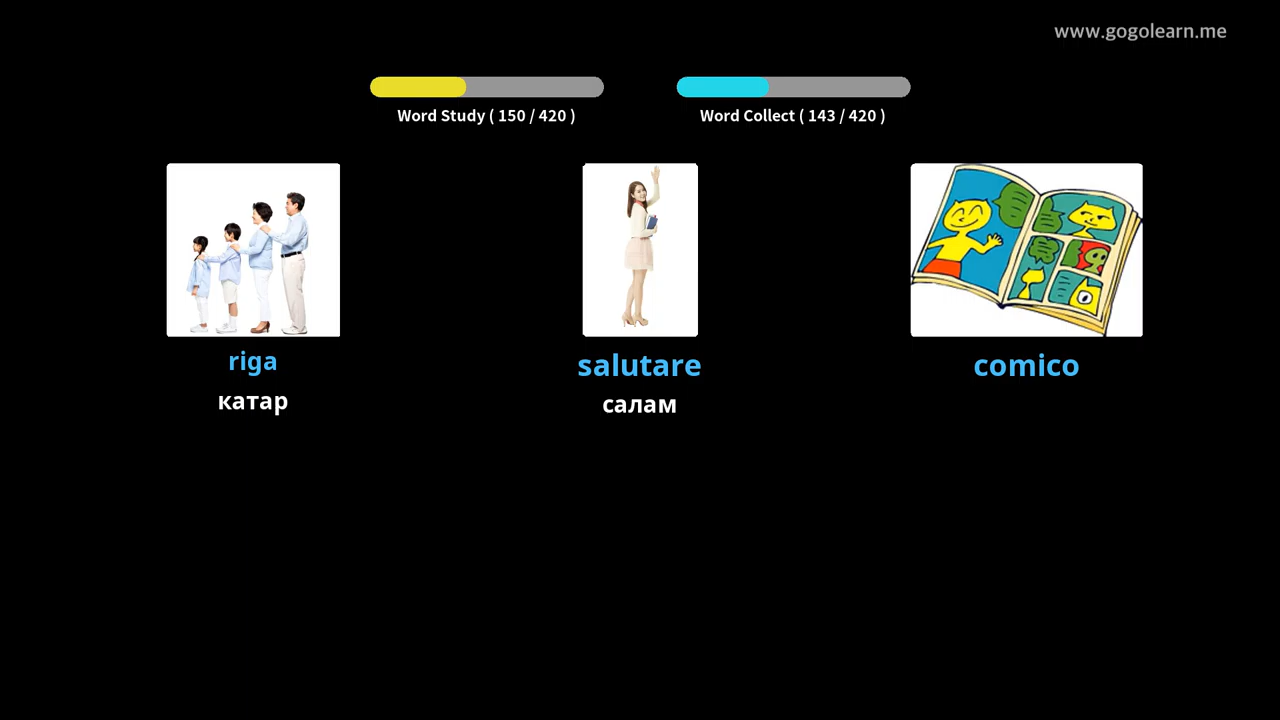 www.gogolearn.me
Word Study ( 150 / 420 )
Word Collect ( 143 / 420 )
riga
катар
salutare
салам
comico